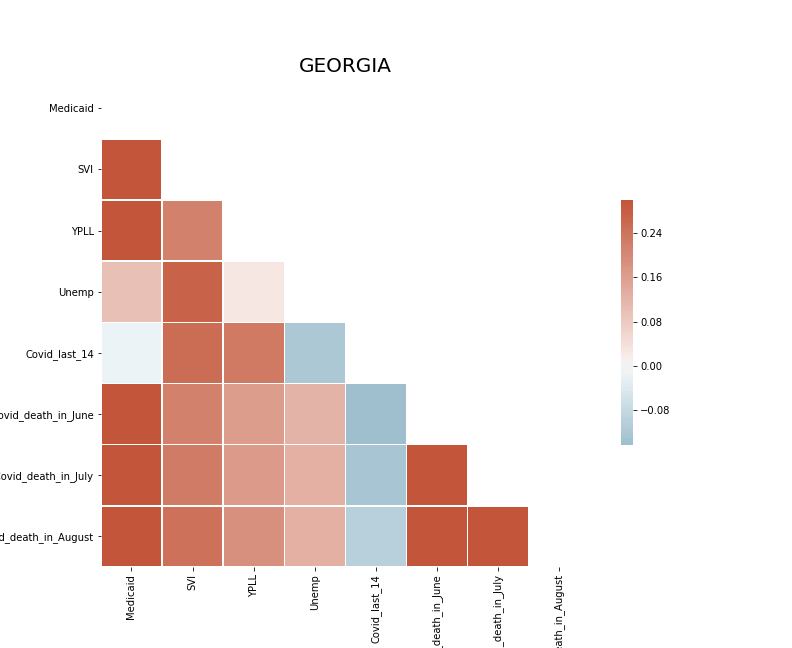 GEORGIA
Medicaid
SVI
YPLL
Unemp
Covid_last_14
ovid_death_in_June
Covid_death_in_July
d_death_in_August
0.24
0.16
0.08
0.00
−0.08
Medicaid
SVI
YPLL
Unemp
Covid_last_14
_death_in_June
_death_in_July
eath_in_August